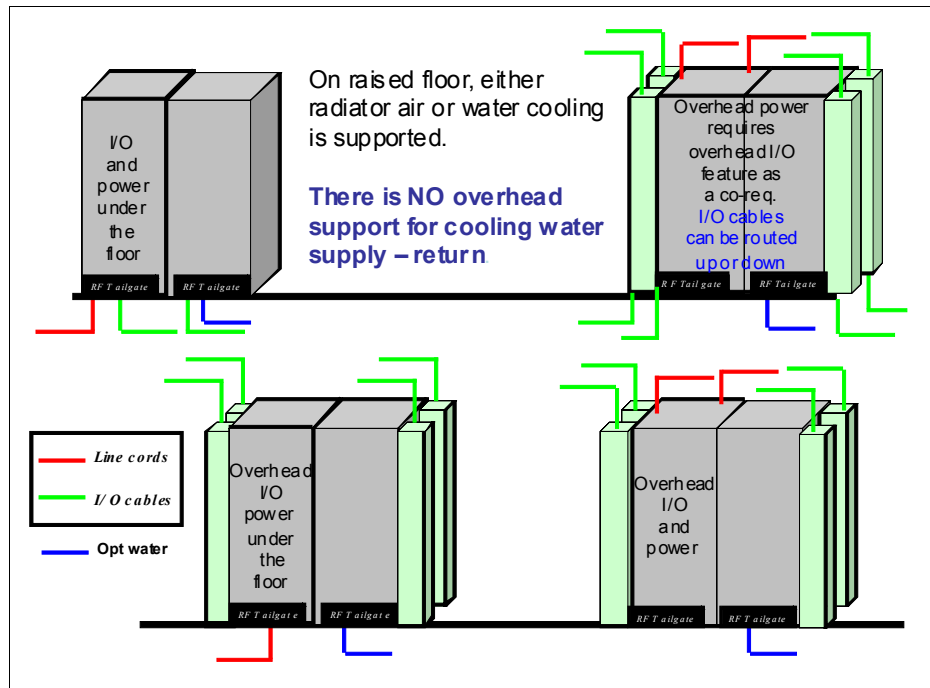 I/O
and
power
under
the
floor
RF Tailgate
RF Tailgate
On raised floor, either
radiator air or water cooling
is supported.
There is NO overhead
support for cooling water
supply – return.
Overhead power
requires
overhead I/O
feature as
a co-req.
I/O cables
can be routed
up or down
RF Tailgate
RF Tailgate
Line cords
I/O cables
Opt water
Overhead
I/O
power
under
the
floor
RF Tailgate
RF Tailgate
Overhead
I/O
and
power
RF Tailgate
RF Tailgate